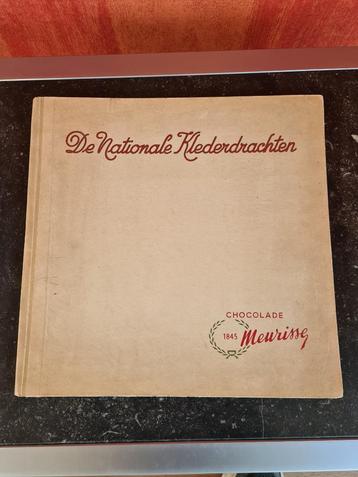 De Nationale Klederdrachten
CHOCOLADE
1845 Meurisse